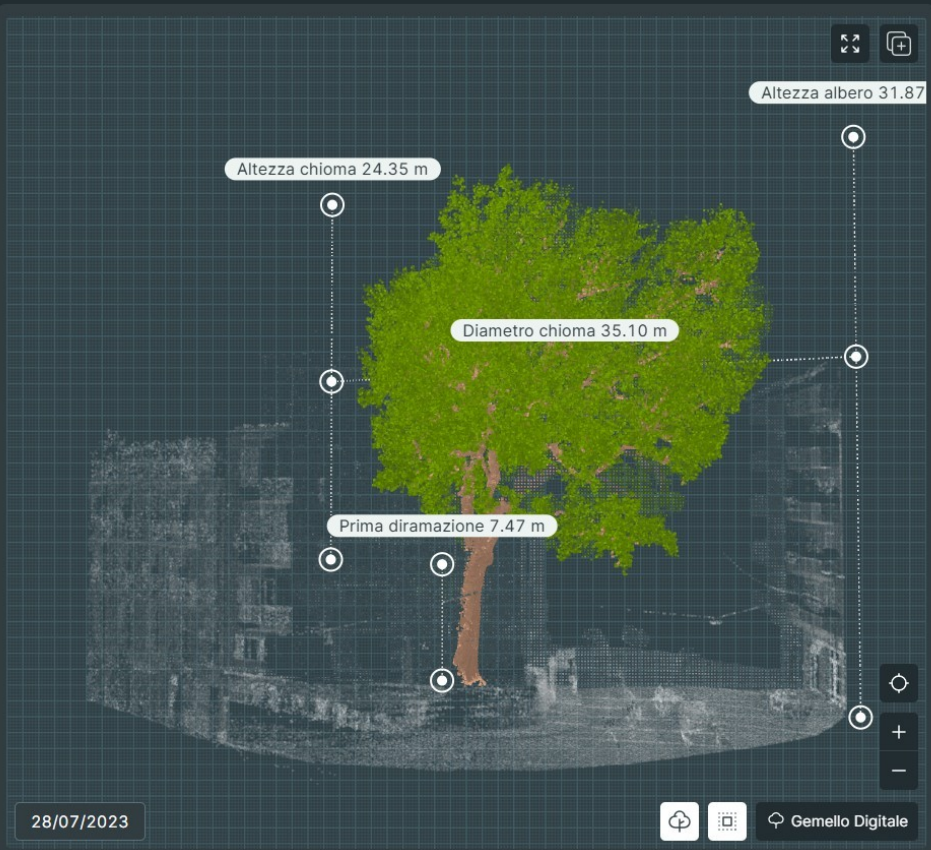 Altezza albero 31.87
Altezza chioma 24.35 m
Diametro chioma 35.10 m
Prima diramazione 7.47 m
28/07/2023
Gemello Digitale